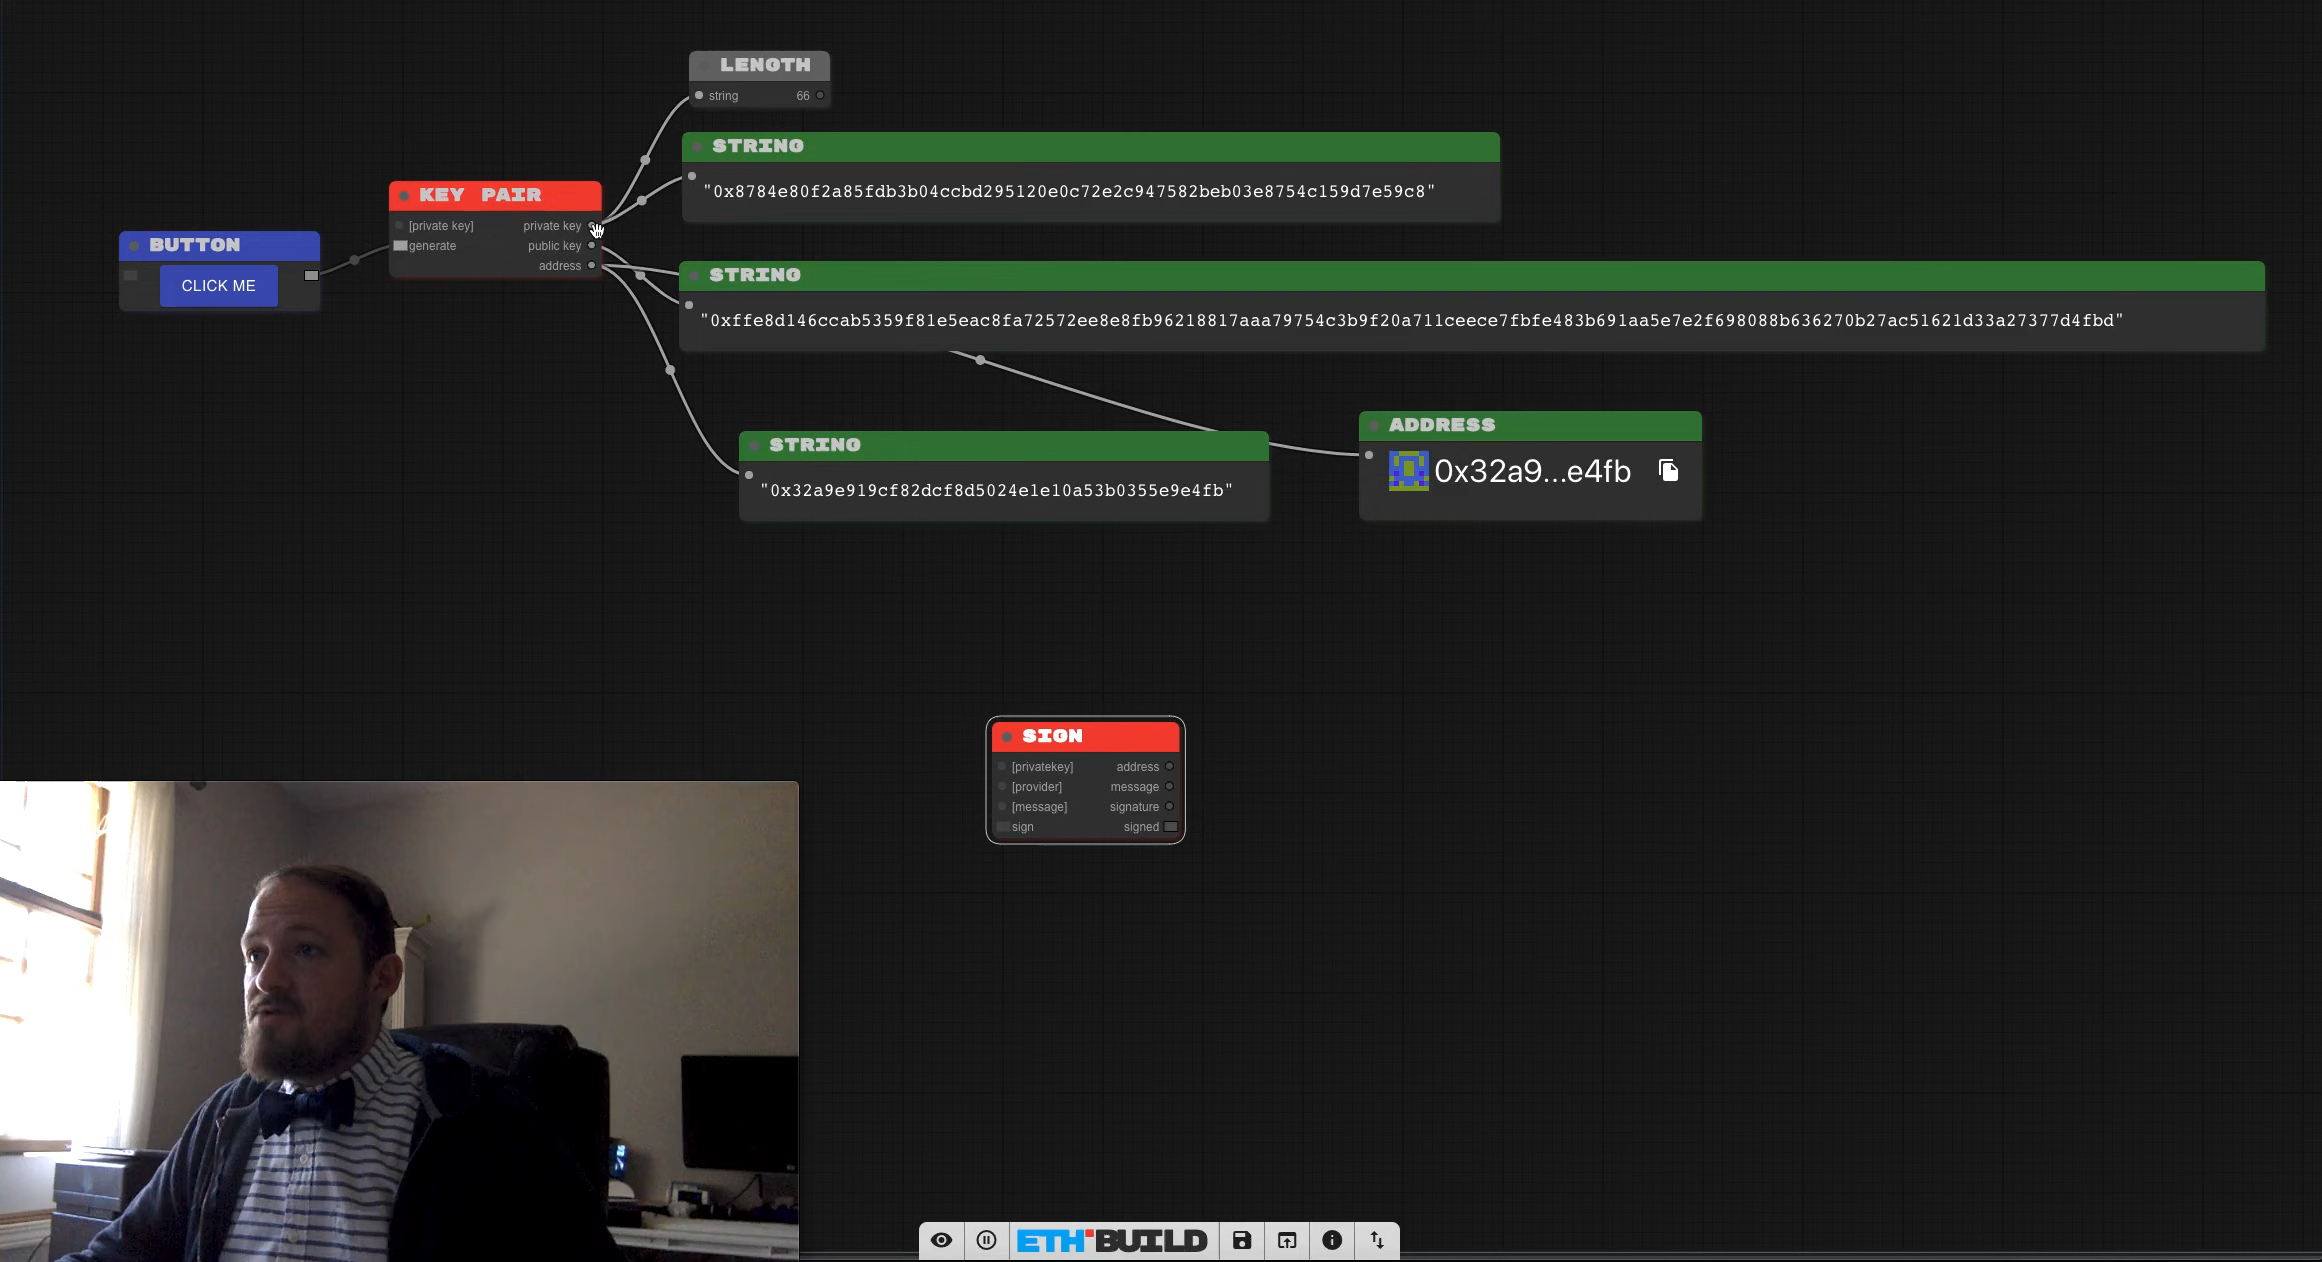 LENGTH
string 66
STRING
"0x8784e80f2a85fdb3b04ccbd295120e0c72e2c947582beb03e8754c159d7e59c8"
KEY PAIR
[private key] private key
generate public key
address
BUTTON
CLICK ME
STRING
"0xffe8d146ccab5359f81e5eac8fa72572ee8e8fb96218817aaa79754c3b9f20a711ceece7fbfe483b691aa5e7e2f698088b636270b27ac51621d33a27377d4fbd"
ADDRESS
0x32a9...e4fb
STRING
"0x32a9e919cf82dcf8d5024e1e10a53b0355e9e4fb"
SIGN
[privatekey] address
[provider] message
[message] signature
sign signed
ETH BUILD